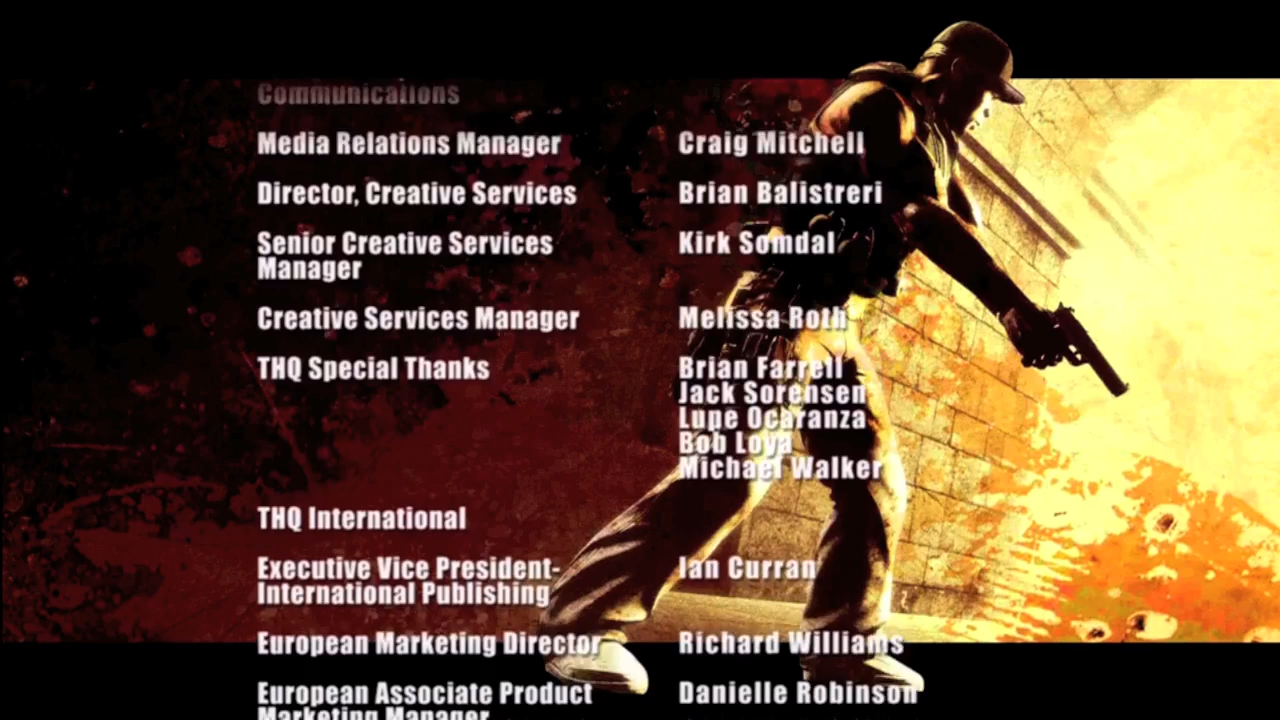 Communications
Media Relations Manager Craig Mitchell
Director, Creative Services Brian Balistreri
Senior Creative Services Kirk Somdal
Manager
Creative Services Manager Melissa Roth
THQ Special Thanks Brian Farrell
Jack Sorensen
Lupe Ocaranza
Bob Loya
Michael Walker
THQ International
Executive Vice President- Ian Curran
International Publishing
European Marketing Director Richard Williams
European Associate Product Danielle Robinson
Marketing Manager